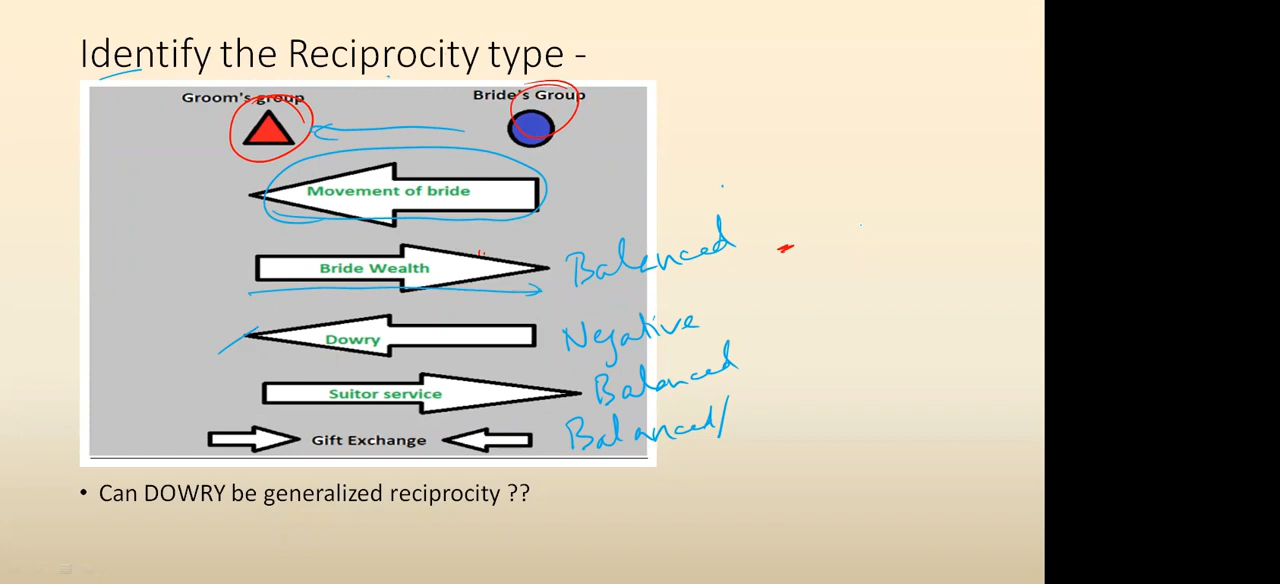 Identify the Reciprocity type -
Groom's group Bride's Group
Movement of bride
Bride Wealth Balanced
Dowry Negative
Suitor service Balanced
Gift Exchange Balanced/
• Can DOWRY be generalized reciprocity ??